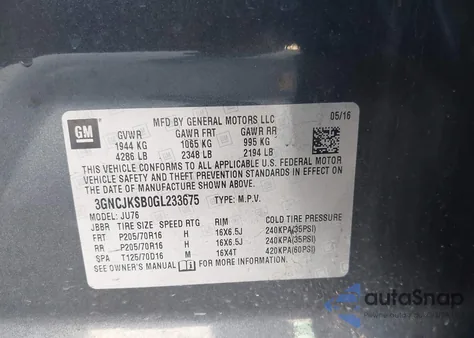 GM
MFD BY GENERAL MOTORS LLC
05/16
GVWR GAWR FRT GAWR RR
1944 KG 1065 KG 995 KG
4286 LB 2348 LB 2194 LB
THIS VEHICLE CONFORMS TO ALL APPLICABLE U.S. FEDERAL MOTOR
VEHICLE SAFETY AND THEFT PREVENTION STANDARDS IN EFFECT
ON THE DATE OF MANUFACTURE SHOWN ABOVE.
3GNCJKSB0GL233675 TYPE: M.P.V.
MODEL: JU76
JBBR TIRE SIZE SPEED RTG RIM COLD TIRE PRESSURE
FRT P205/70R16 H 16X6.5J 240KPA(35PSI)
RR P205/70R16 H 16X6.5J 240KPA(35PSI)
SPA T125/70D16 M 16X4T 420KPA(60PSI)
SEE OWNER'S MANUAL FOR ADDITIONAL INFORMATION.
autoSnap